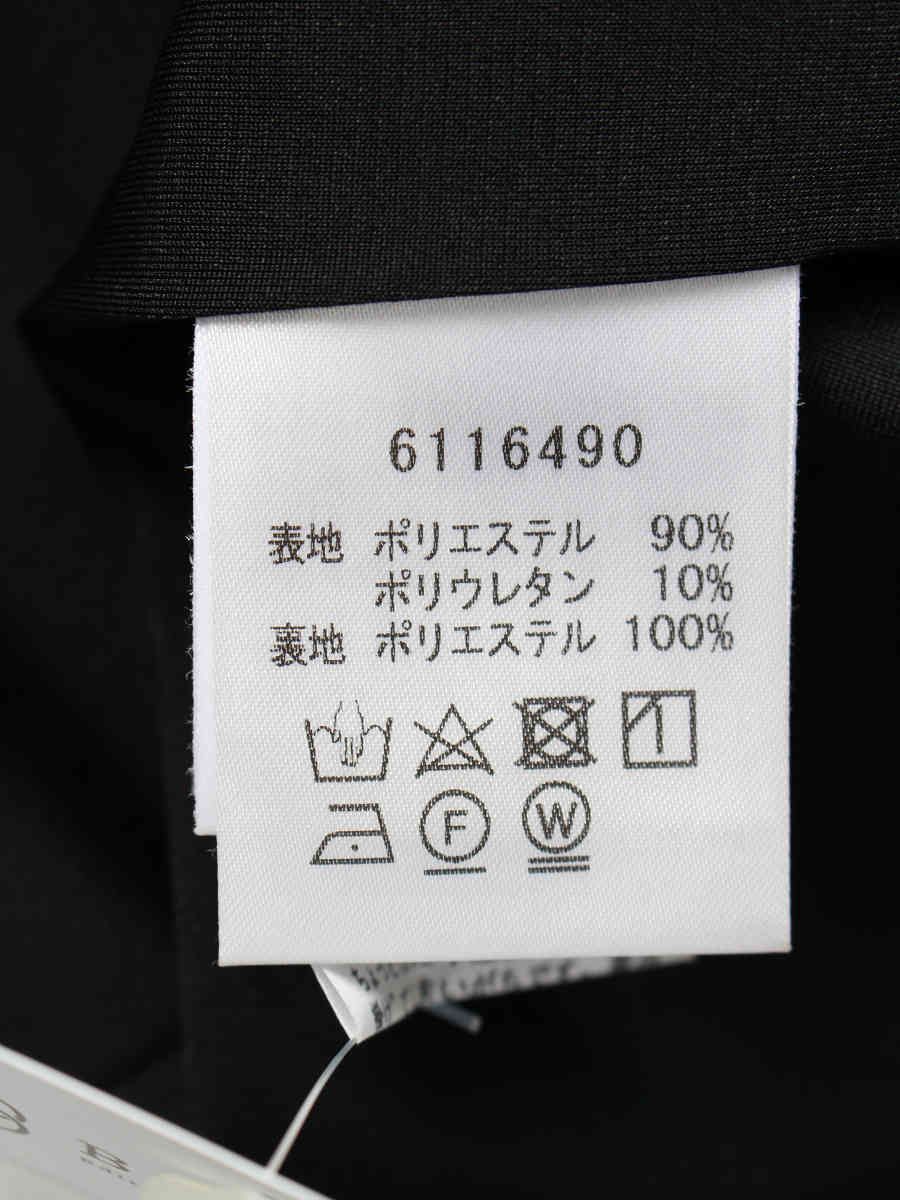 6116490
表地 ポリエステル 90%
ポリウレタン 10%
裏地 ポリエステル 100%
F
W
B
B